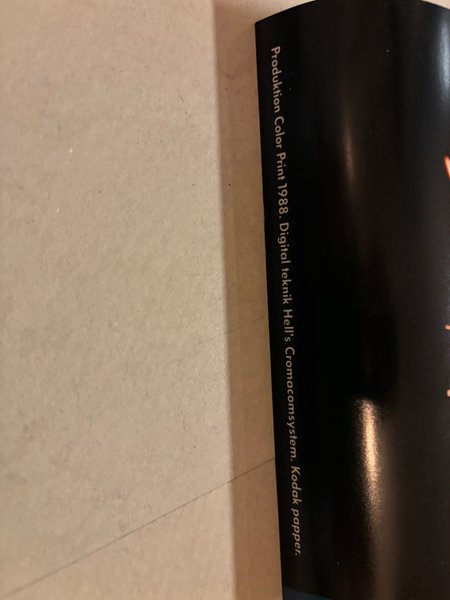 Produktion Color Print 1988. Digital teknik Hell's Cromacomsystem. Kodak papper.